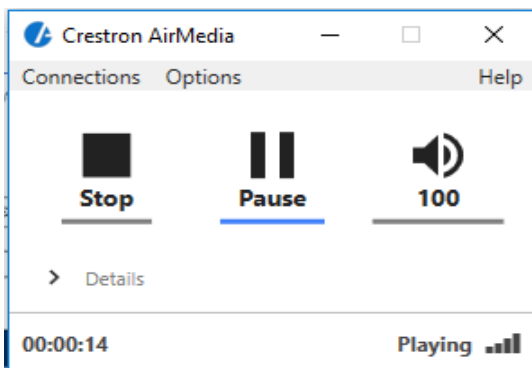 Crestron AirMedia
Connections Options Help
Stop Pause 100
Details
00:00:14 Playing